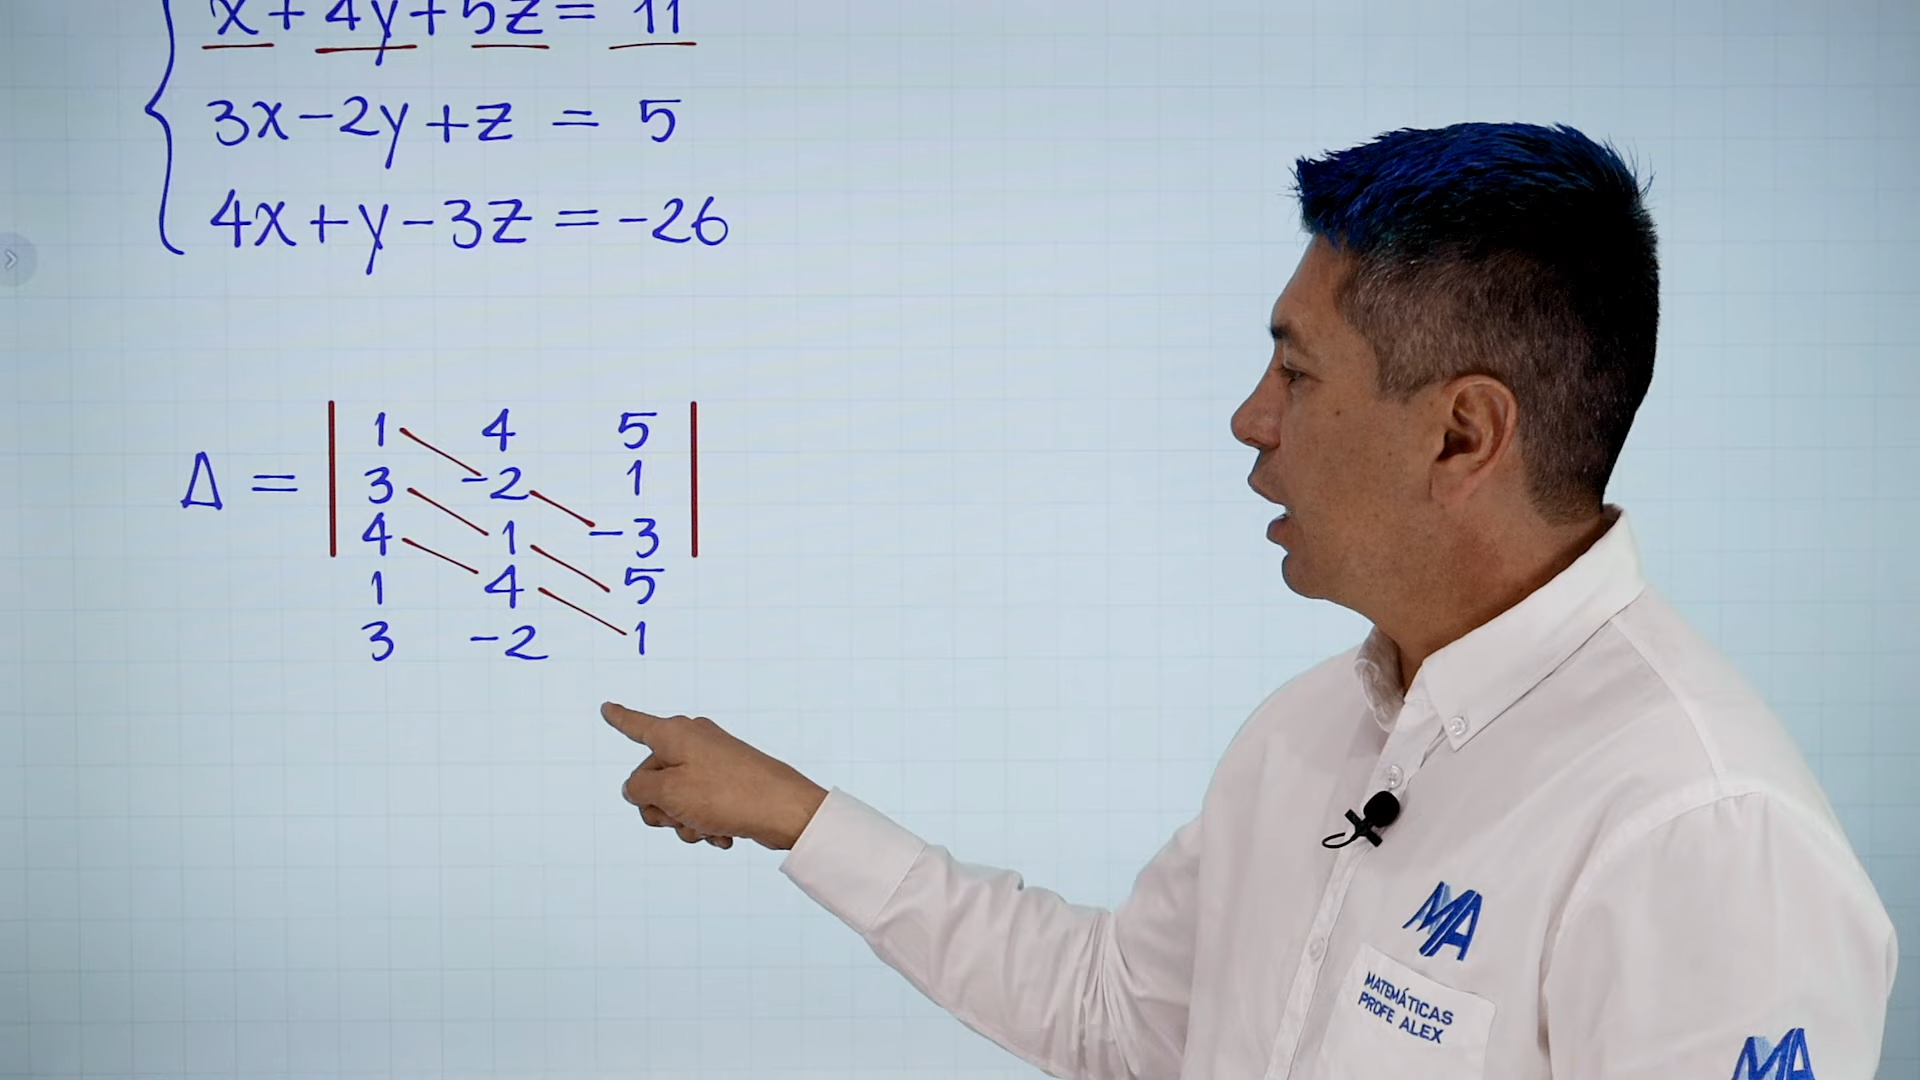 x + 4y + 5z = 11
3x - 2y + z = 5
4x + y - 3z = -26
1 4 5
Δ = 3 -2 1
4 1 -3
1 4 5
3 -2 1
MA
MATEMÁTICAS
PROFE ALEX
MA